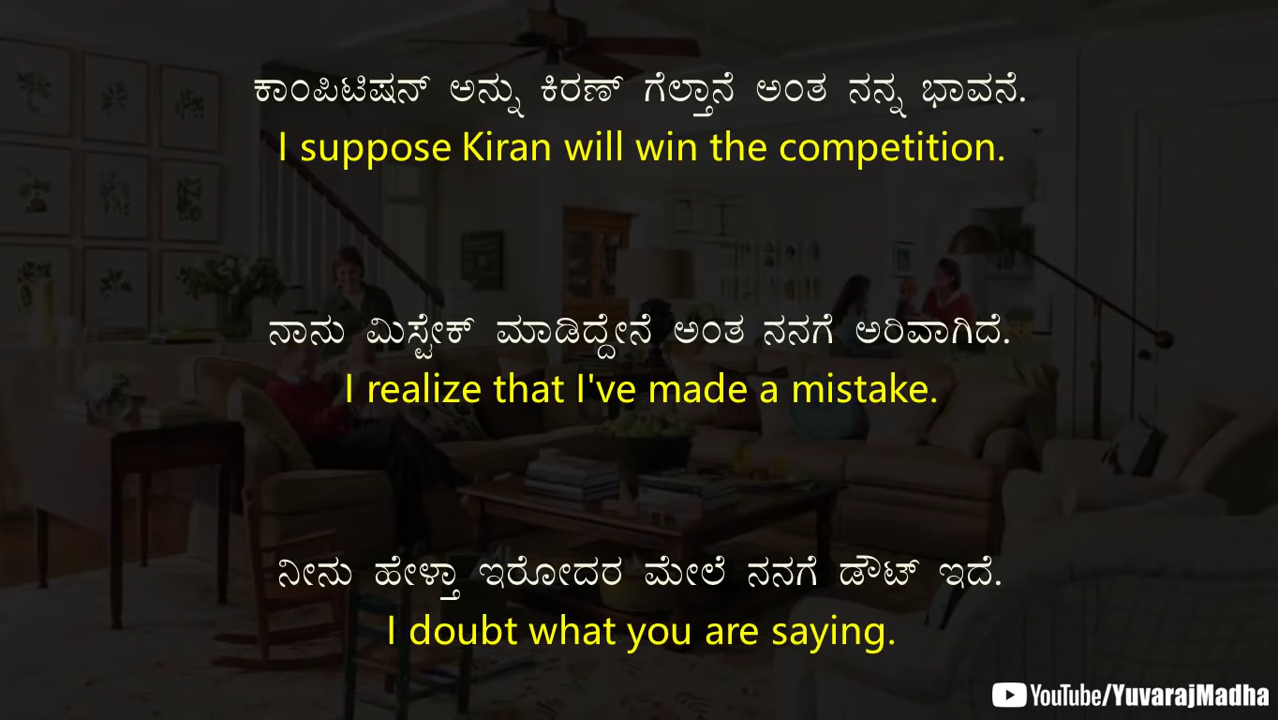 ಕಾಂಪಿಟಿಷನ್ ಅನ್ನು ಕಿರಣ್ ಗೆಲ್ತಾನೆ ಅಂತ ನನ್ನ ಭಾವನೆ.
I suppose Kiran will win the competition.
ನಾನು ಮಿಸ್ಟೇಕ್ ಮಾಡಿದ್ದೇನೆ ಅಂತ ನನಗೆ ಅರಿವಾಗಿದೆ.
I realize that I've made a mistake.
ನೀನು ಹೇಳ್ತಾ ಇರೋದರ ಮೇಲೆ ನನಗೆ ಡೌಟ್ ಇದೆ.
I doubt what you are saying.
YouTube/YuvarajMadha